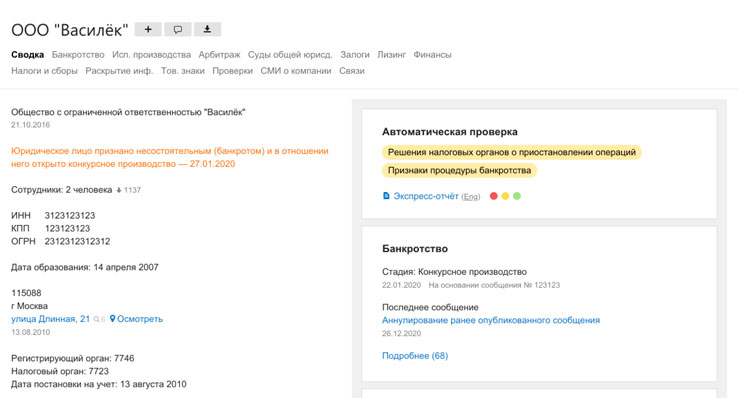 ООО "Василёк"
Сводка Банкротство Исп. производства Арбитраж Суды общей юрисд. Залоги Лизинг Финансы
Налоги и сборы Раскрытие инф. Тов. знаки Проверки СМИ о компании Связи
Общество с ограниченной ответственностью "Василёк"
21.10.2016
Юридическое лицо признано несостоятельным (банкротом) и в отношении
него открыто конкурсное производство — 27.01.2020
Сотрудники: 2 человека 1137
ИНН 3123123123
КПП 123123123
ОГРН 2312312312312
Дата образования: 14 апреля 2007
115088
г Москва
улица Длинная, 21 6 Осмотреть
13.08.2010
Регистрирующий орган: 7746
Налоговый орган: 7723
Дата постановки на учет: 13 августа 2010
Автоматическая проверка
Решения налоговых органов о приостановлении операций
Признаки процедуры банкротства
Экспресс-отчёт (Eng)
Банкротство
Стадия: Конкурсное производство
22.01.2020 На основании сообщения № 123123
Последнее сообщение
Аннулирование ранее опубликованного сообщения
26.12.2020
Подробнее (68)